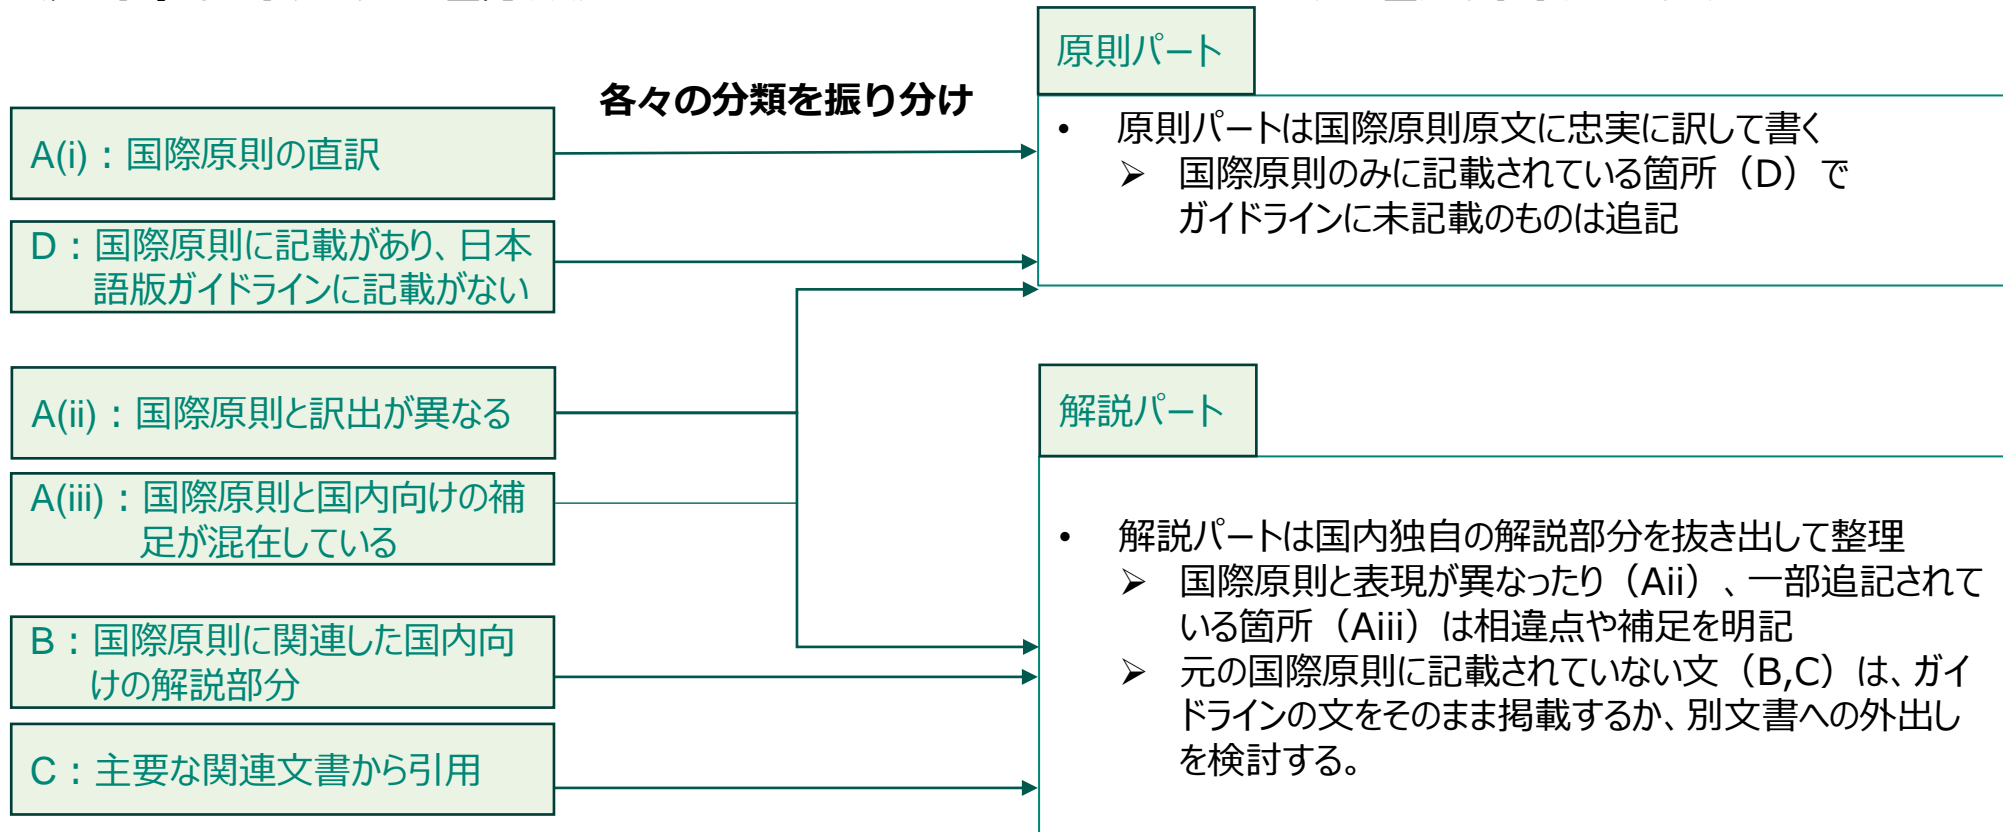 原則パート
各々の分類を振り分け
A(i)：国際原則の直訳
D：国際原則に記載があり、日本
語版ガイドラインに記載がない
A(ii)：国際原則と訳出が異なる
A(iii)：国際原則と国内向けの補
足が混在している
B：国際原則に関連した国内向
けの解説部分
C：主要な関連文書から引用
• 原則パートは国際原則原文に忠実に訳して書く
➢ 国際原則のみに記載されている箇所（D）で
ガイドラインに未記載のものは追記
解説パート
• 解説パートは国内独自の解説部分を抜き出して整理
➢ 国際原則と表現が異なったり（Aii）、一部追記されて
いる箇所（Aiii）は相違点や補足を明記
➢ 元の国際原則に記載されていない文（B,C）は、ガイ
ドラインの文をそのまま掲載するか、別文書への外出し
を検討する。